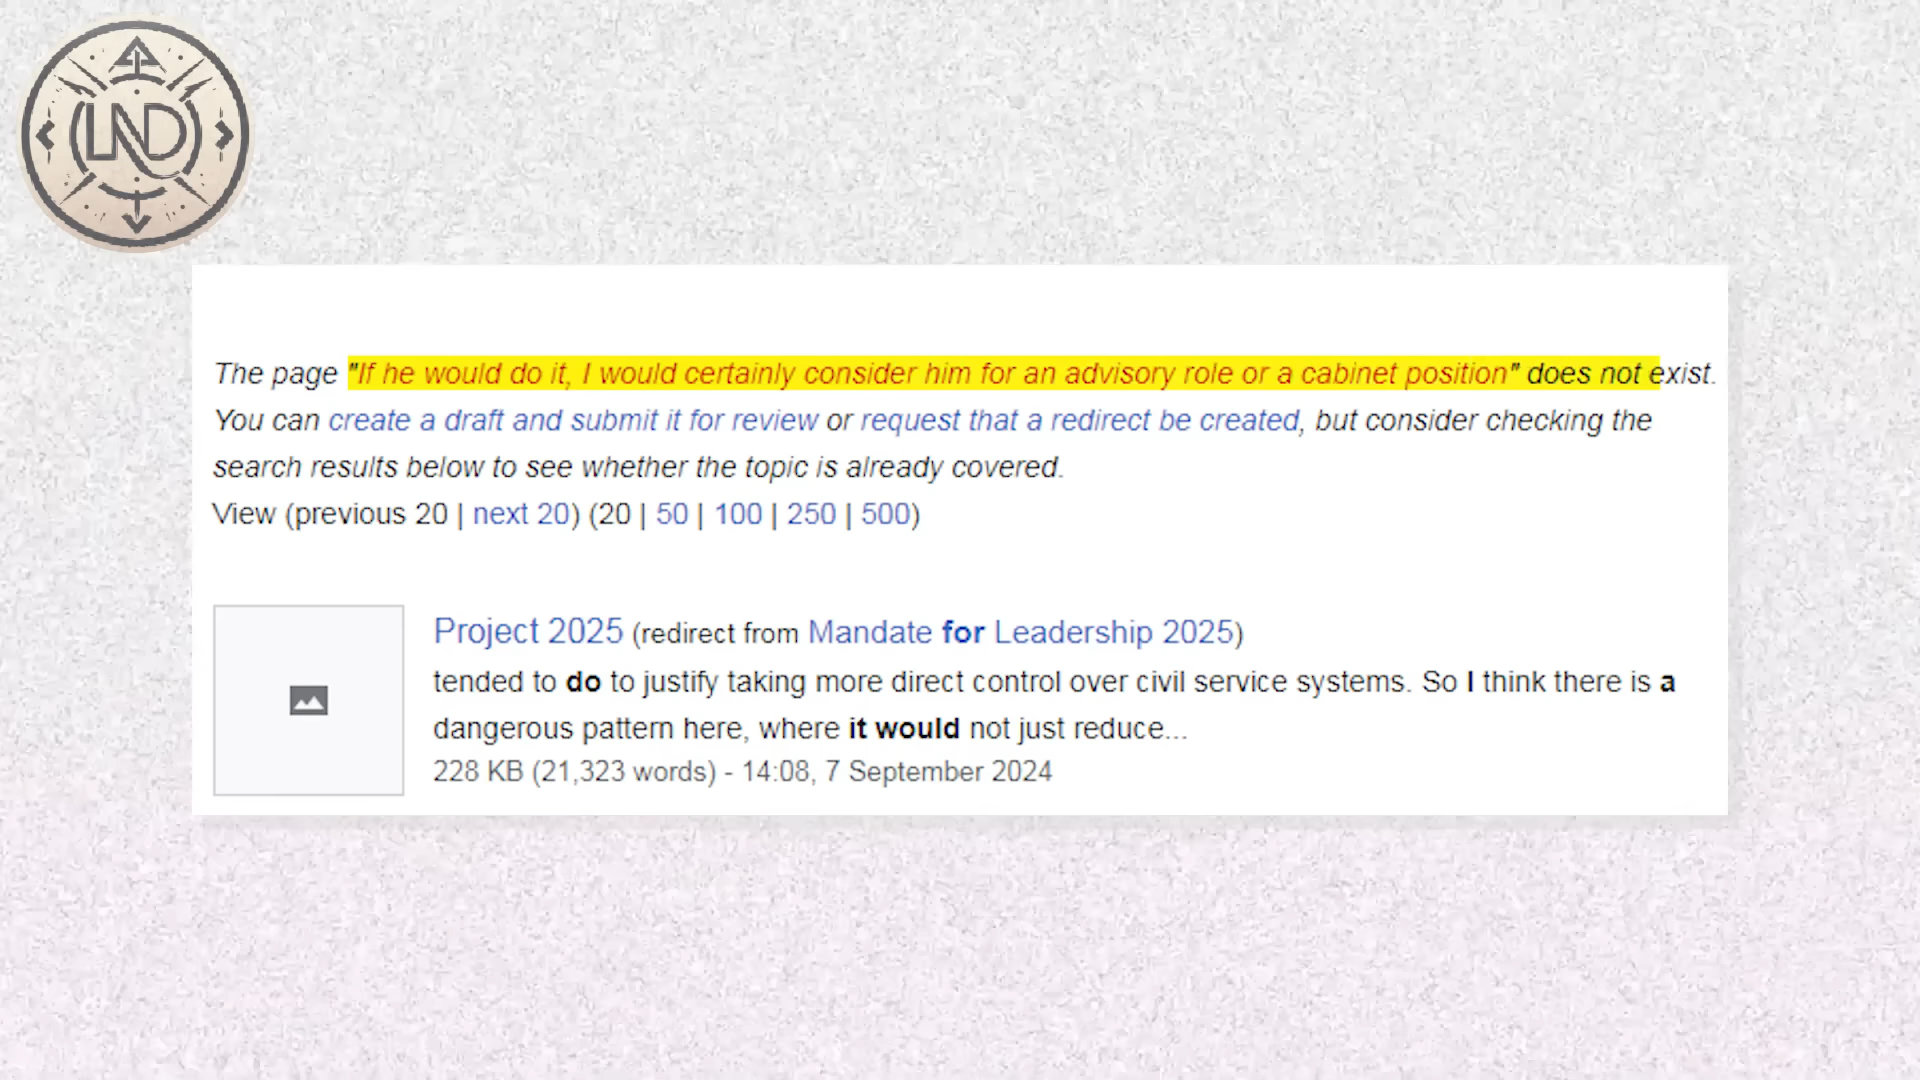 LND
The page "If he would do it, I would certainly consider him for an advisory role or a cabinet position" does not exist.
You can create a draft and submit it for review or request that a redirect be created, but consider checking the
search results below to see whether the topic is already covered.
View (previous 20 | next 20) (20 | 50 | 100 | 250 | 500)
Project 2025 (redirect from Mandate for Leadership 2025)
tended to do to justify taking more direct control over civil service systems. So I think there is a
dangerous pattern here, where it would not just reduce...
228 KB (21,323 words) - 14:08, 7 September 2024